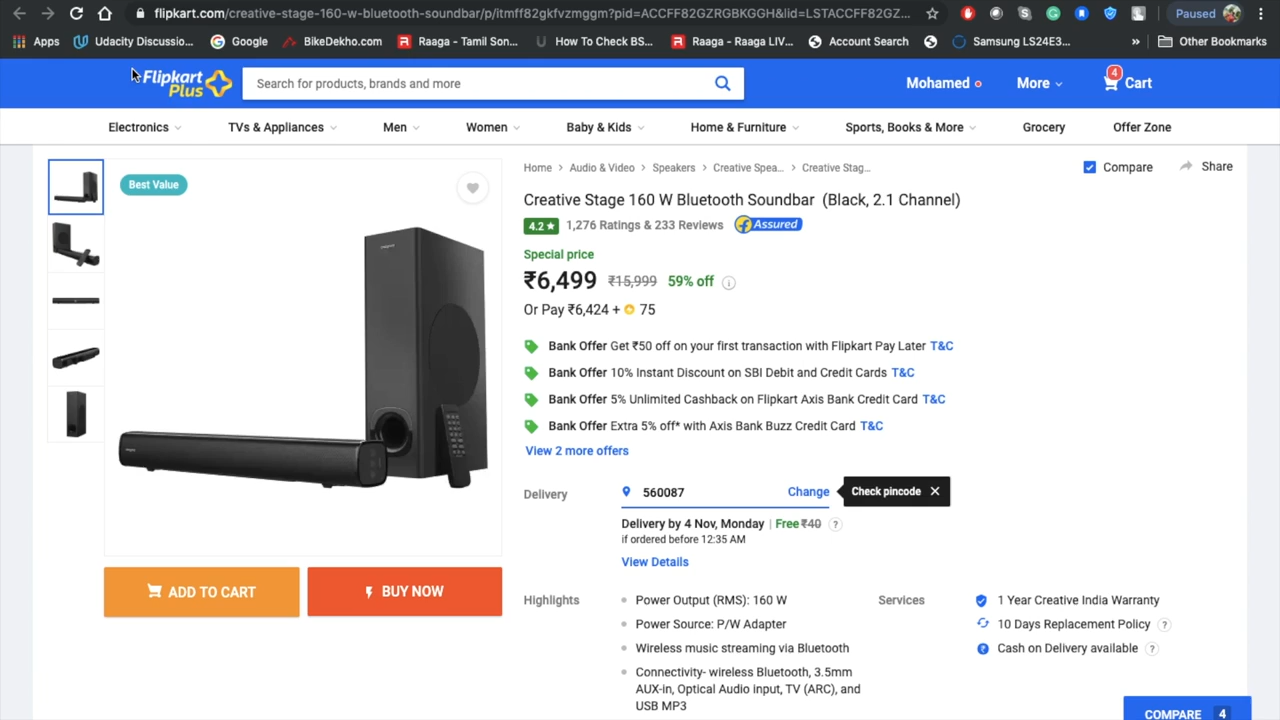 flipkart.com/creative-stage-160-w-bluetooth-soundbar/p/itmff82gkfvzmggm?pid=ACCFF82GZRGBKGGH&lid=LSTACCFF82GZ...
Paused
Apps
Udacity Discussio...
Google
BikeDekho.com
Raaga - Tamil Son...
How To Check BS...
Raaga - Raaga LIV...
Account Search
Samsung LS24E3...
»
Other Bookmarks
Flipkart
Plus
Search for products, brands and more
Mohamed
More
4
Cart
Electronics
TVs & Appliances
Men
Women
Baby & Kids
Home & Furniture
Sports, Books & More
Grocery
Offer Zone
Best Value
Home > Audio & Video > Speakers > Creative Spea... > Creative Stag...
Compare
Share
Creative Stage 160 W Bluetooth Soundbar (Black, 2.1 Channel)
4.2 ★ 1,276 Ratings & 233 Reviews f Assured
Special price
₹6,499 ₹15,999 59% off i
Or Pay ₹6,424 + 75
Bank Offer Get ₹50 off on your first transaction with Flipkart Pay Later T&C
Bank Offer 10% Instant Discount on SBI Debit and Credit Cards T&C
Bank Offer 5% Unlimited Cashback on Flipkart Axis Bank Credit Card T&C
Bank Offer Extra 5% off* with Axis Bank Buzz Credit Card T&C
View 2 more offers
Delivery
560087
Change
Check pincode ✕
Delivery by 4 Nov, Monday | Free ₹40 ?
if ordered before 12:35 AM
View Details
ADD TO CART
BUY NOW
Highlights
Power Output (RMS): 160 W
Power Source: P/W Adapter
Wireless music streaming via Bluetooth
Connectivity- wireless Bluetooth, 3.5mm
AUX-in, Optical Audio input, TV (ARC), and
USB MP3
Services
1 Year Creative India Warranty
10 Days Replacement Policy ?
Cash on Delivery available ?
COMPARE 4